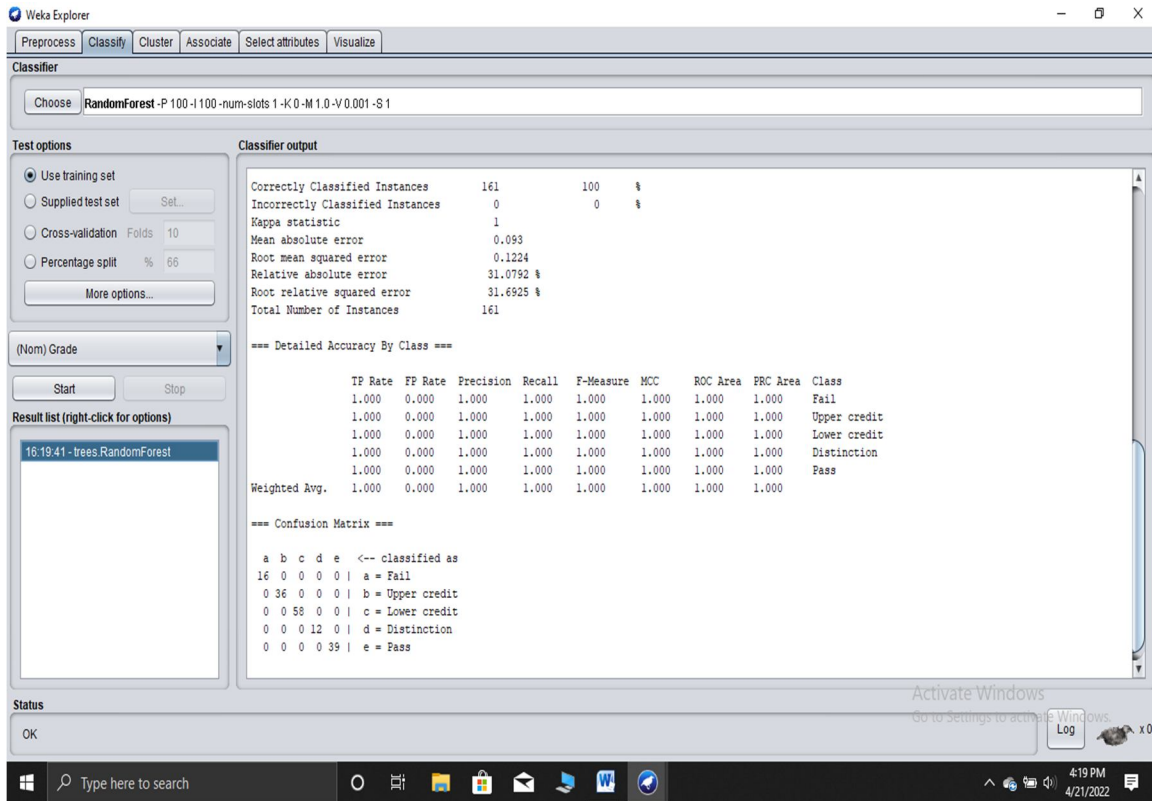 Weka Explorer
Preprocess Classify Cluster Associate Select attributes Visualize
Classifier
Choose RandomForest -P 100 -I 100 -num-slots 1 -K 0 -M 1.0 -V 0.001 -S 1
Test options
Use training set
Supplied test set Set...
Cross-validation Folds 10
Percentage split % 66
More options...
(Nom) Grade
Start Stop
Result list (right-click for options)
16:19:41 - trees.RandomForest
Classifier output
Correctly Classified Instances 161 100 %
Incorrectly Classified Instances 0 0 %
Kappa statistic 1
Mean absolute error 0.093
Root mean squared error 0.1224
Relative absolute error 31.0792 %
Root relative squared error 31.6925 %
Total Number of Instances 161
=== Detailed Accuracy By Class ===
TP Rate FP Rate Precision Recall F-Measure MCC ROC Area PRC Area Class
1.000 0.000 1.000 1.000 1.000 1.000 1.000 1.000 Fail
1.000 0.000 1.000 1.000 1.000 1.000 1.000 1.000 Upper credit
1.000 0.000 1.000 1.000 1.000 1.000 1.000 1.000 Lower credit
1.000 0.000 1.000 1.000 1.000 1.000 1.000 1.000 Distinction
1.000 0.000 1.000 1.000 1.000 1.000 1.000 1.000 Pass
Weighted Avg. 1.000 0.000 1.000 1.000 1.000 1.000 1.000 1.000
=== Confusion Matrix ===
a b c d e <-- classified as
16 0 0 0 0 | a = Fail
0 36 0 0 0 | b = Upper credit
0 0 58 0 0 | c = Lower credit
0 0 0 12 0 | d = Distinction
0 0 0 0 39 | e = Pass
Activate Windows
Go to Settings to activate Windows.
Status
OK
Log x 0
Type here to search
W
4:19 PM
4/21/2022